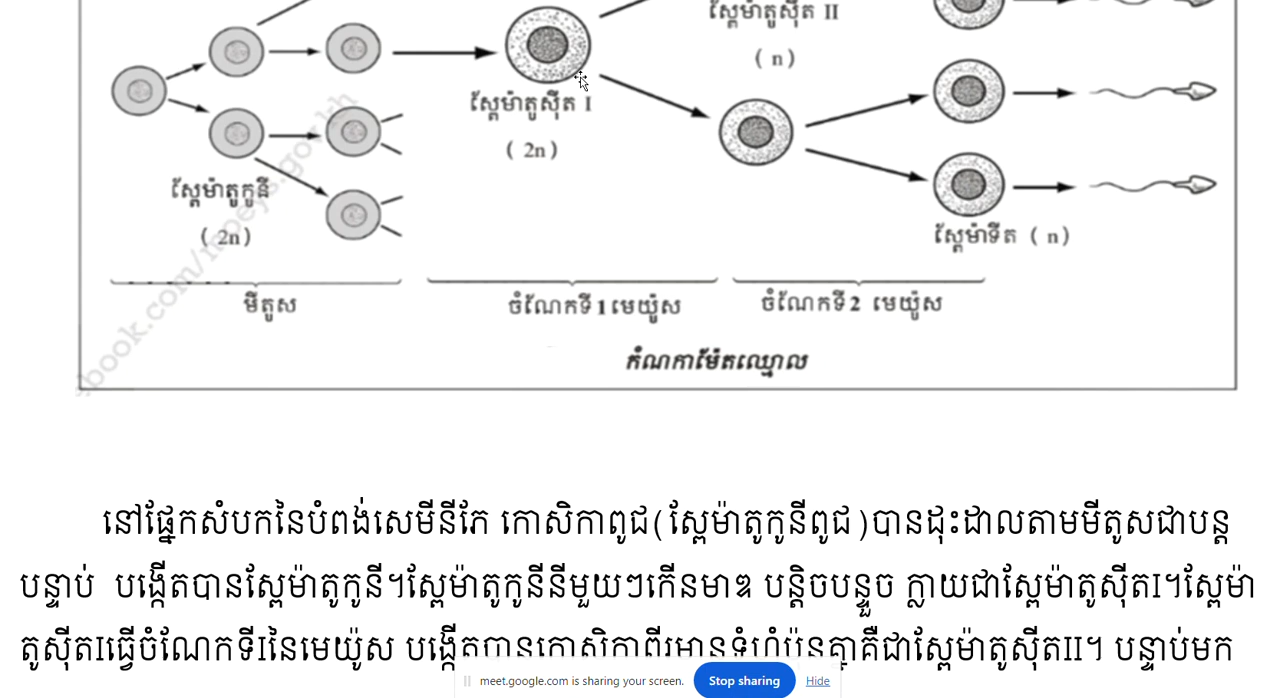 ស្ពែម៉ាតូស៊ីត II
( n )
ស្ពែម៉ាតូស៊ីត I
( 2n )
ស្ពែម៉ាតូកូនី
( 2n )
ស្ពែម៉ាទីត ( n )
មីតូស
ចំណែកទី1 មេយ៉ូស
ចំណែកទី2 មេយ៉ូស
កំណកាម៉ែតឈ្មោល
book.com/moeys.gov.kh
នៅផ្នែកសំបកនៃបំពង់សេមីនីភែ កោសិកាពូជ(ស្ពែម៉ាតូកូនីពូជ)បានដុះដាលតាមមីតូសជាបន្ត
បន្ទាប់ បង្កើតបានស្ពែម៉ាតូកូនី។ស្ពែម៉ាតូកូនីនីមួយៗកើនមាឌ បន្តិចបន្ទួច ក្លាយជាស្ពែម៉ាតូស៊ីតI។ស្ពែម៉ា
តូស៊ីតIធ្វើចំណែកទីIនៃមេយ៉ូស បង្កើតបានកោសិកាពីរមានទំហំប៉ុនគ្នាគឺជាស្ពែម៉ាតូស៊ីតII។ បន្ទាប់មក
meet.google.com is sharing your screen.
Stop sharing
Hide